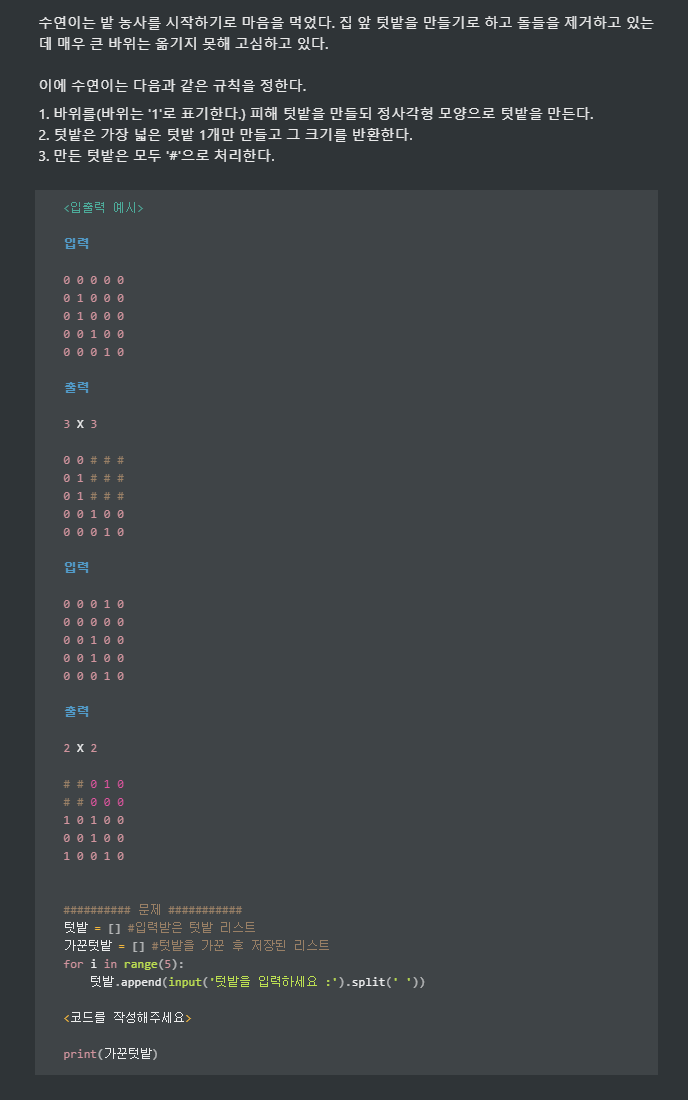 수연이는 밭 농사를 시작하기로 마음을 먹었다. 집 앞 텃밭을 만들기로 하고 돌들을 제거하고 있는
데 매우 큰 바위는 옮기지 못해 고심하고 있다.
이에 수연이는 다음과 같은 규칙을 정한다.
1. 바위를(바위는 '1'로 표기한다.) 피해 텃밭을 만들되 정사각형 모양으로 텃밭을 만든다.
2. 텃밭은 가장 넓은 텃밭 1개만 만들고 그 크기를 반환한다.
3. 만든 텃밭은 모두 '#'으로 처리한다.
<입출력 예시>
입력
0 0 0 0 0
0 1 0 0 0
0 1 0 0 0
0 0 1 0 0
0 0 0 1 0
출력
3 X 3
0 0 # # #
0 1 # # #
0 1 # # #
0 0 1 0 0
0 0 0 1 0
입력
0 0 0 1 0
0 0 0 0 0
0 0 1 0 0
0 0 1 0 0
0 0 0 1 0
출력
2 X 2
# # 0 1 0
# # 0 0 0
1 0 1 0 0
0 0 1 0 0
1 0 0 1 0
########## 문제 ###########
텃밭 = [] #입력받은 텃밭 리스트
가꾼텃밭 = [] #텃밭을 가꾼 후 저장된 리스트
for i in range(5):
텃밭.append(input('텃밭을 입력하세요 :').split(' '))
<코드를 작성해주세요>
print(가꾼텃밭)